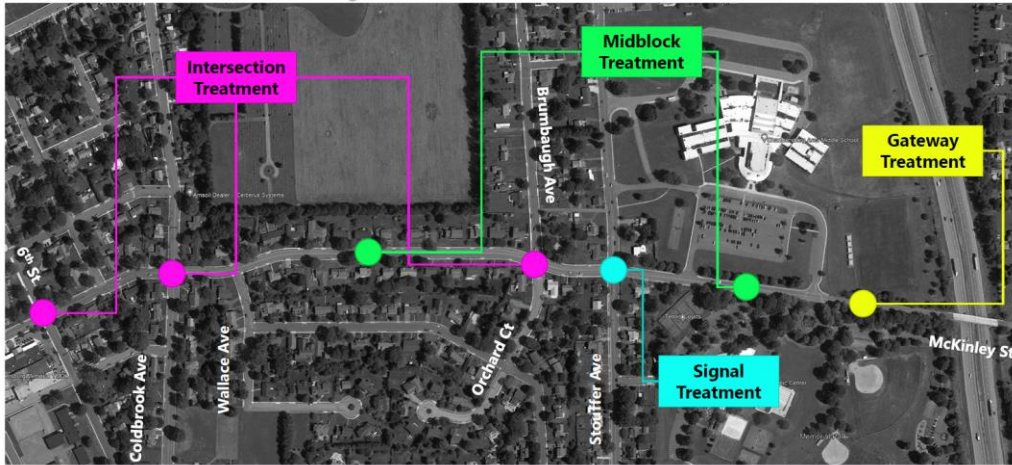 Intersection
Treatment
Midblock
Treatment
Gateway
Treatment
Brumbaugh Ave
6th St
McKinley St
Signal
Treatment
Coldbrook Ave
Wallace Ave
Orchard Ct
Stouffer Ave